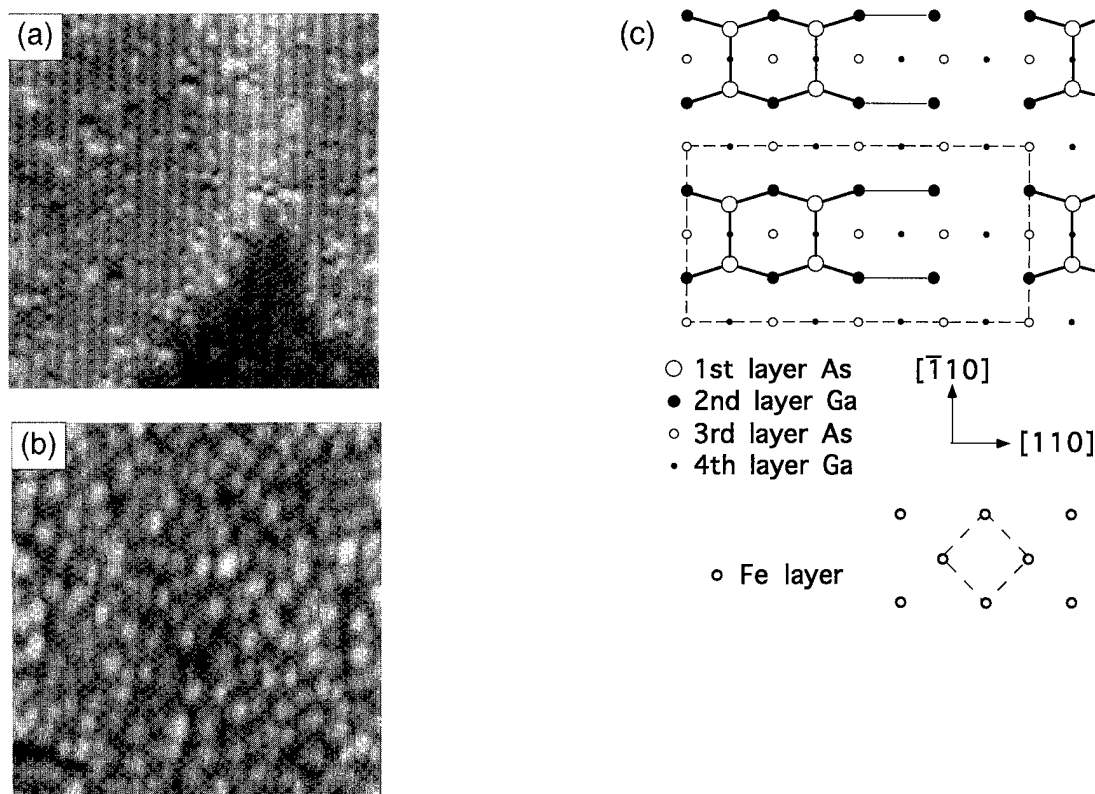 (a)
(b)
(c)
1st layer As
2nd layer Ga
3rd layer As
4th layer Ga
[1̅10]
[110]
Fe layer